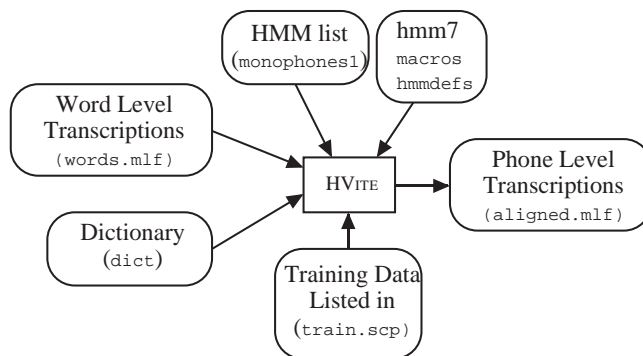 HMM list
(monophones1)
hmm7
macros
hmmdefs
Word Level
Transcriptions
(words.mlf)
HVITE
Phone Level
Transcriptions
(aligned.mlf)
Dictionary
(dict)
Training Data
Listed in
(train.scp)